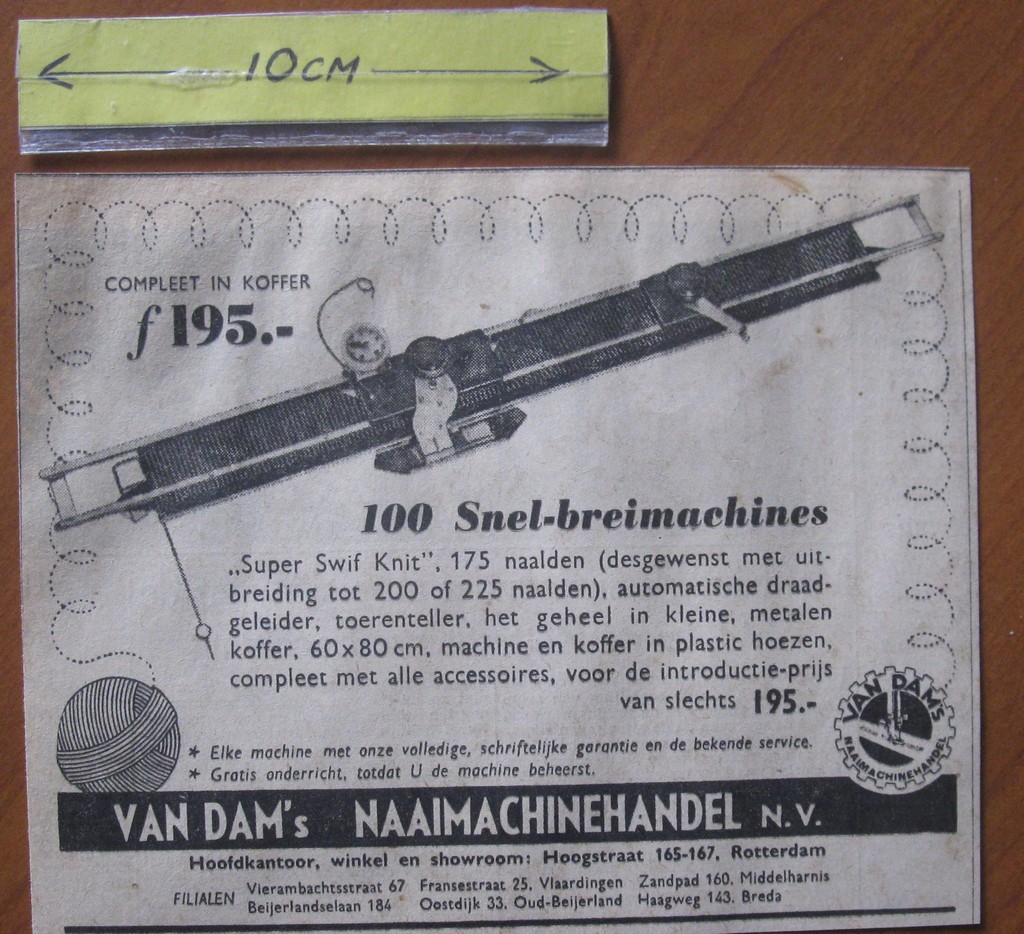 10CM
COMPLEET IN KOFFER
f 195.-
100 Snel-breimachines
„Super Swif Knit”, 175 naalden (desgewenst met uit-
breiding tot 200 of 225 naalden), automatische draad-
geleider, toerenteller, het geheel in kleine, metalen
koffer, 60x80 cm, machine en koffer in plastic hoezen,
compleet met alle accessoires, voor de introductie-prijs
van slechts 195.-
VAN DAM'S
NAAIMACHINEHANDEL
* Elke machine met onze volledige, schriftelijke garantie en de bekende service.
* Gratis onderricht, totdat U de machine beheerst.
VAN DAM's NAAIMACHINEHANDEL N.V.
Hoofdkantoor, winkel en showroom: Hoogstraat 165-167, Rotterdam
FILIALEN
Vierambachtsstraat 67 Fransestraat 25, Vlaardingen Zandpad 160, Middelharnis
Beijerlandselaan 184 Oostdijk 33, Oud-Beijerland Haagweg 143, Breda